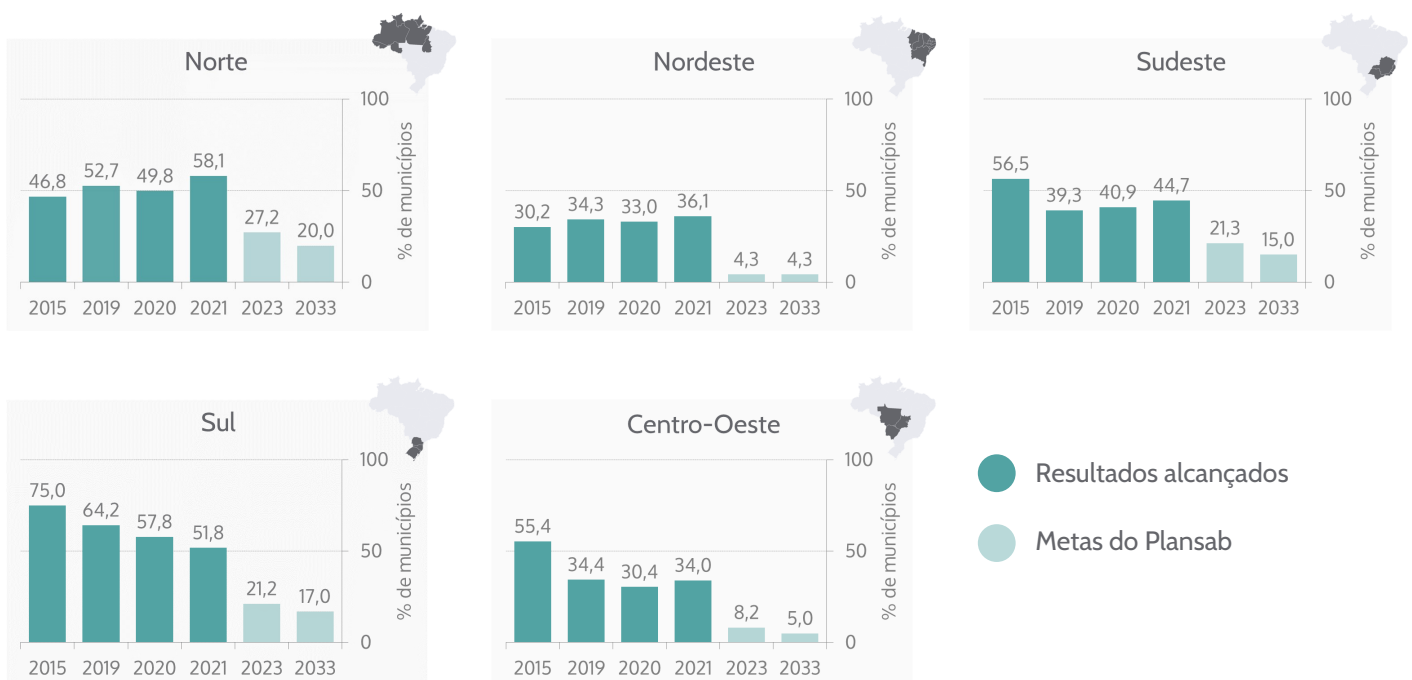 Norte
100
50
0
% de municípios
46,8
52,7
49,8
58,1
27,2
20,0
2015 2019 2020 2021 2023 2033
Nordeste
100
50
0
% de municípios
30,2
34,3
33,0
36,1
4,3
4,3
2015 2019 2020 2021 2023 2033
Sudeste
100
50
0
% de municípios
56,5
39,3
40,9
44,7
21,3
15,0
2015 2019 2020 2021 2023 2033
Sul
100
50
0
% de municípios
75,0
64,2
57,8
51,8
21,2
17,0
2015 2019 2020 2021 2023 2033
Centro-Oeste
100
50
0
% de municípios
55,4
34,4
30,4
34,0
8,2
5,0
2015 2019 2020 2021 2023 2033
Resultados alcançados
Metas do Plansab